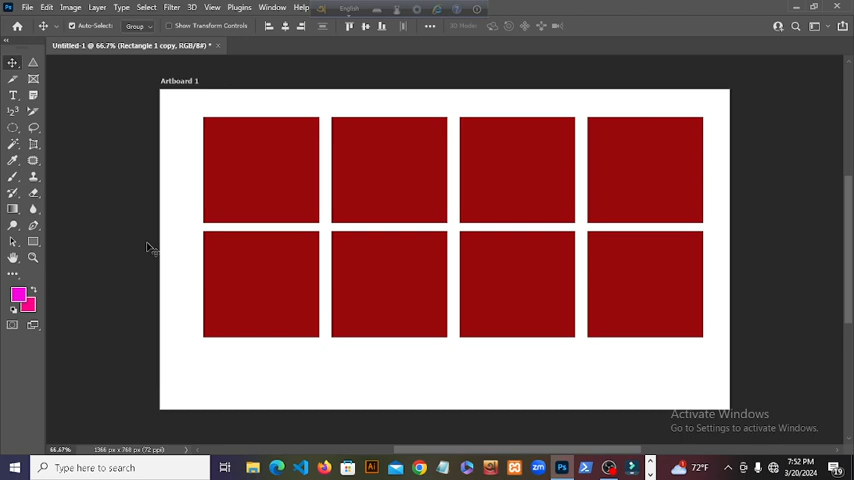 File Edit Image Layer Type Select Filter 3D View Plugins Window Help
English
Auto-Select: Group Show Transform Controls 3D Mode:
Untitled-1 @ 66.7% (Rectangle 1 copy, RGB/8#) *
Artboard 1
Activate Windows
Go to Settings to activate Windows.
66.67% 1366 px x 768 px (72 ppi)
Type here to search
72°F
7:52 PM
3/20/2024
19